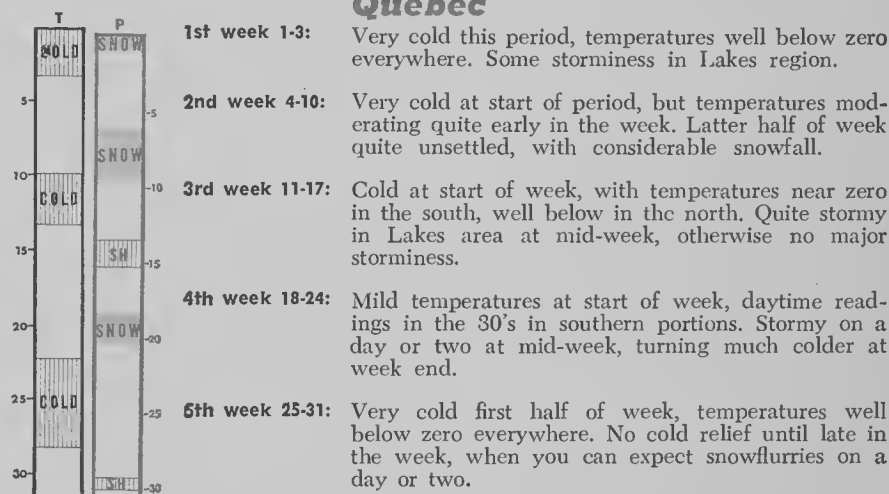 Quebec
T P
COLD
SNOW
5-
-5
SNOW
10-
-10
COLD
SH
15-
-15
SNOW
20-
-20
COLD
25-
-25
30-
SH
-30
1st week 1-3: Very cold this period, temperatures well below zero
everywhere. Some storminess in Lakes region.
2nd week 4-10: Very cold at start of period, but temperatures mod-
erating quite early in the week. Latter half of week
quite unsettled, with considerable snowfall.
3rd week 11-17: Cold at start of week, with temperatures near zero
in the south, well below in the north. Quite stormy
in Lakes area at mid-week, otherwise no major
storminess.
4th week 18-24: Mild temperatures at start of week, daytime read-
ings in the 30's in southern portions. Stormy on a
day or two at mid-week, turning much colder at
week end.
5th week 25-31: Very cold first half of week, temperatures well
below zero everywhere. No cold relief until late in
the week, when you can expect snowflurries on a
day or two.